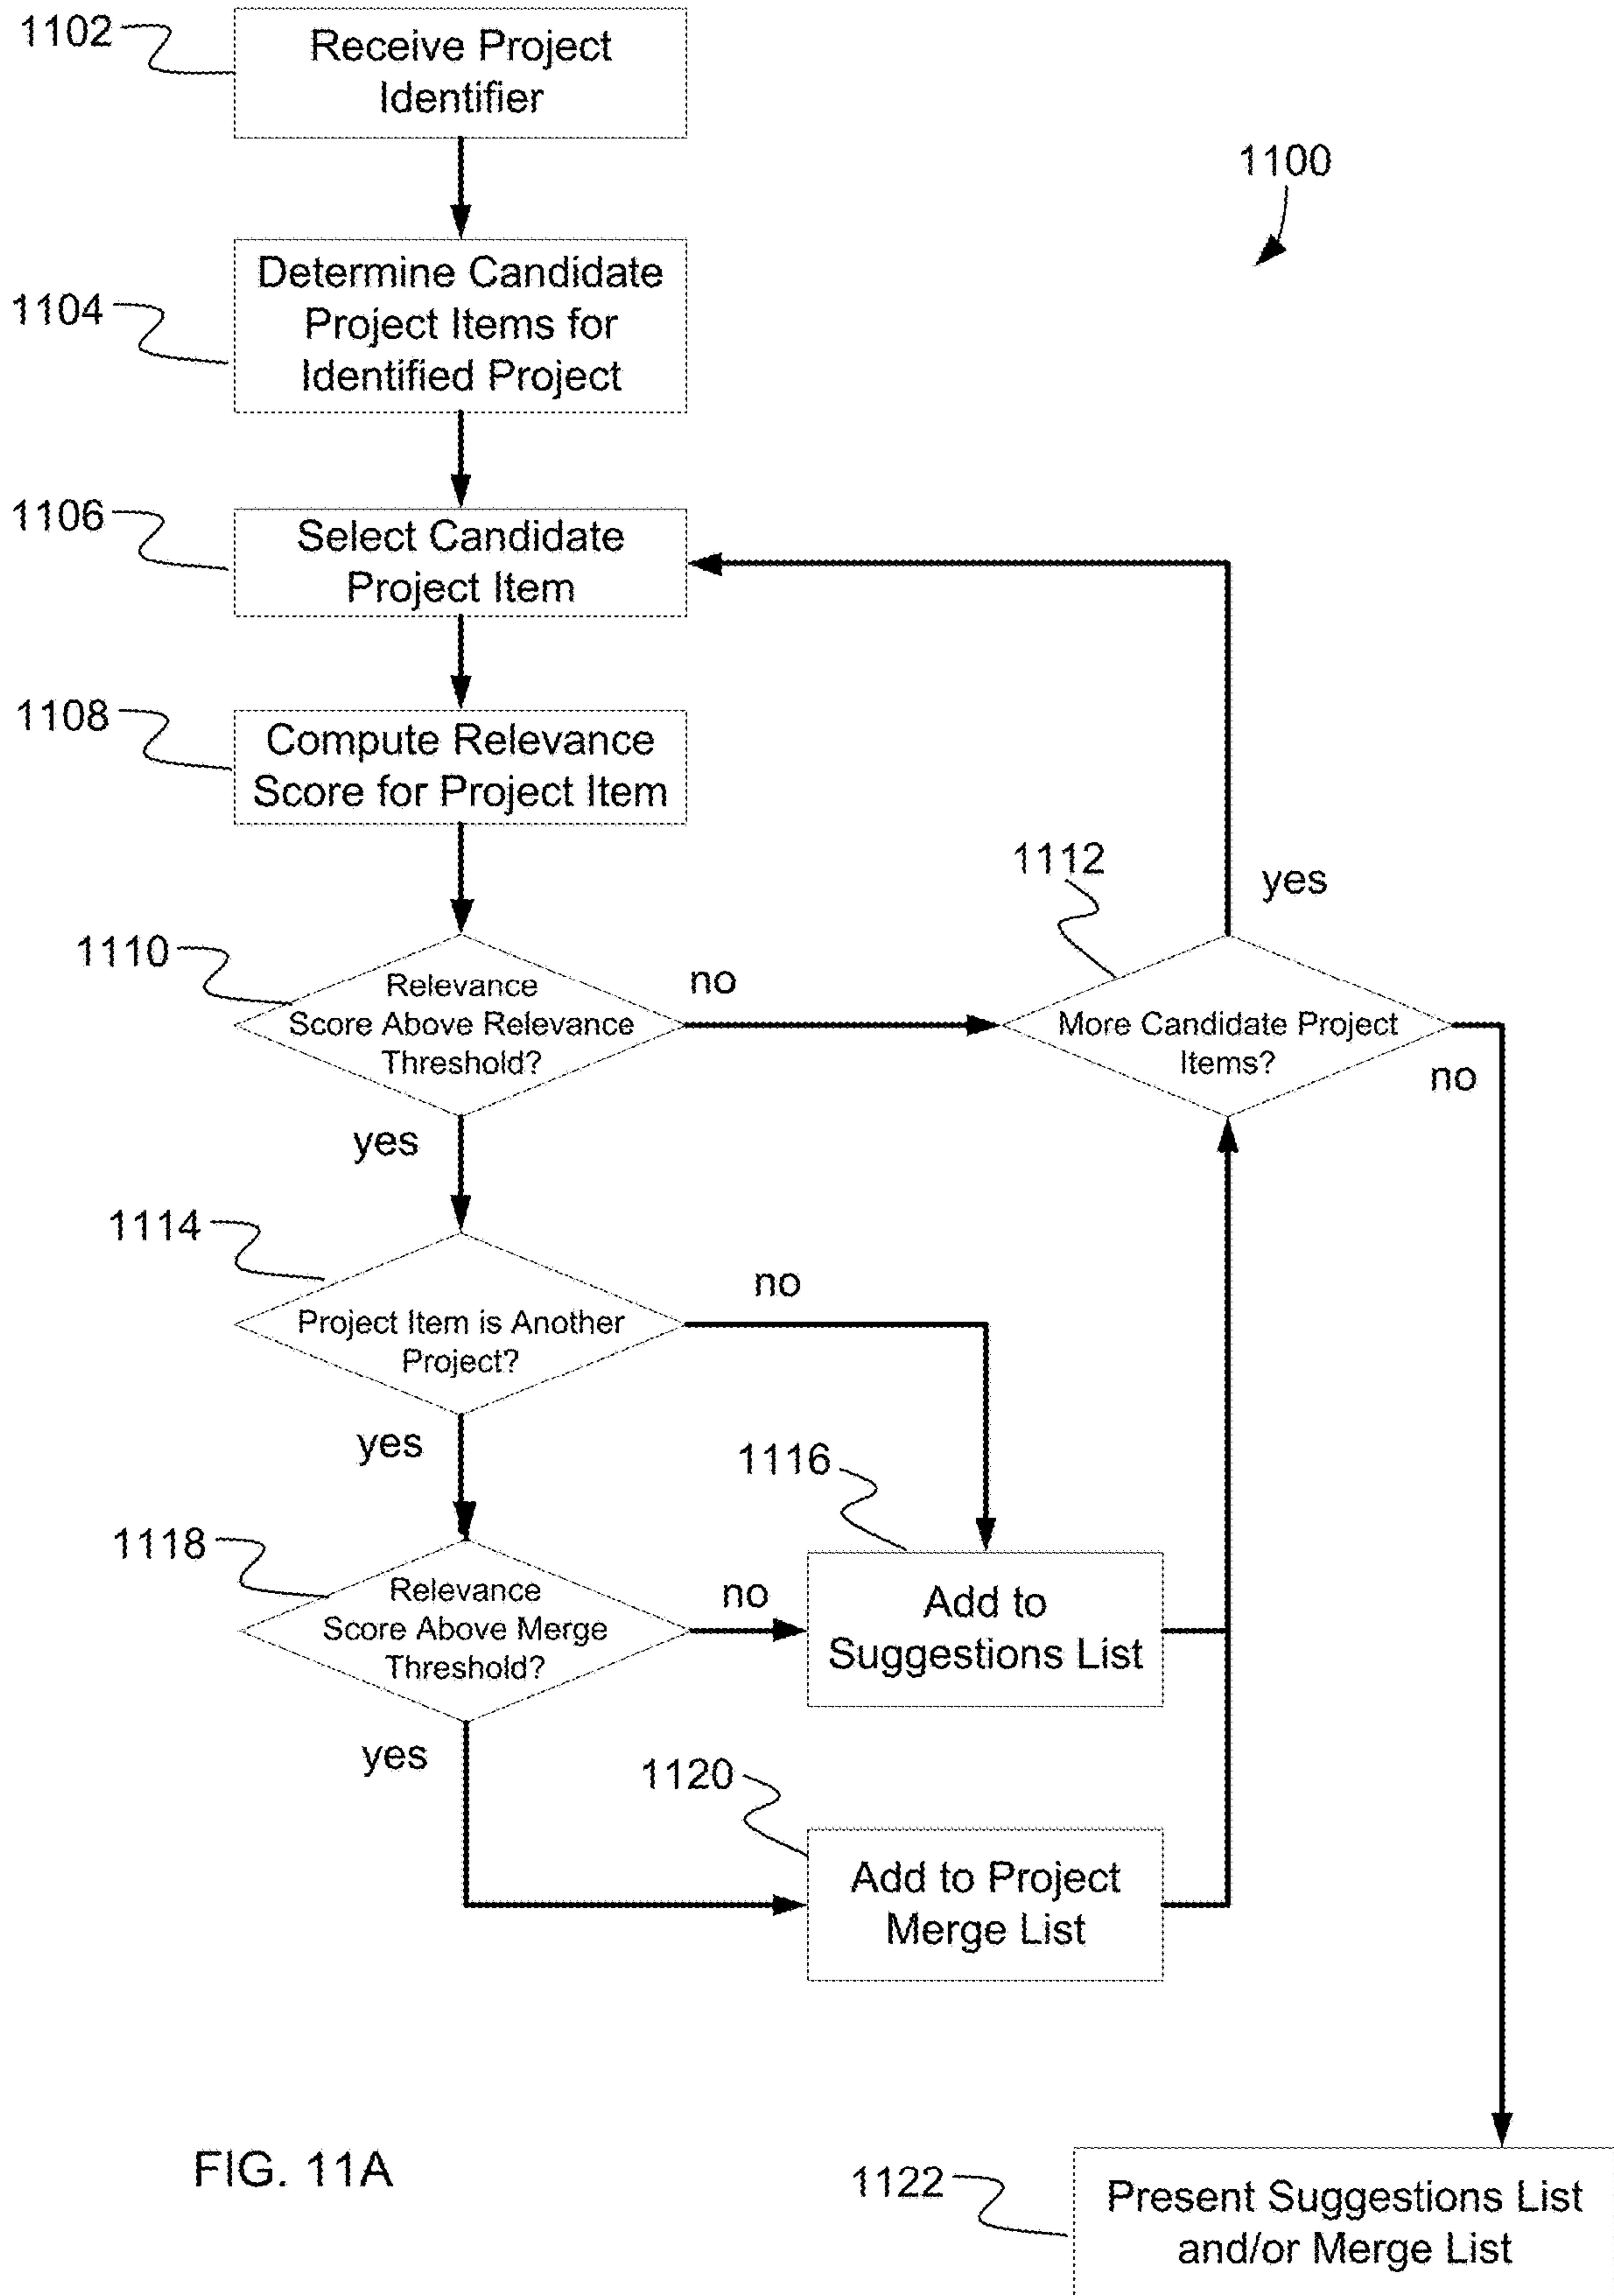 1102
Receive Project
Identifier
1100
1104
Determine Candidate
Project Items for
Identified Project
1106
Select Candidate
Project Item
1108
Compute Relevance
Score for Project Item
1112
yes
1110
Relevance
Score Above Relevance
Threshold?
no
More Candidate Project
Items?
no
yes
1114
Project Item is Another
Project?
no
yes
1116
1118
Relevance
Score Above Merge
Threshold?
no
Add to
Suggestions List
yes
1120
Add to Project
Merge List
FIG. 11A
1122
Present Suggestions List
and/or Merge List